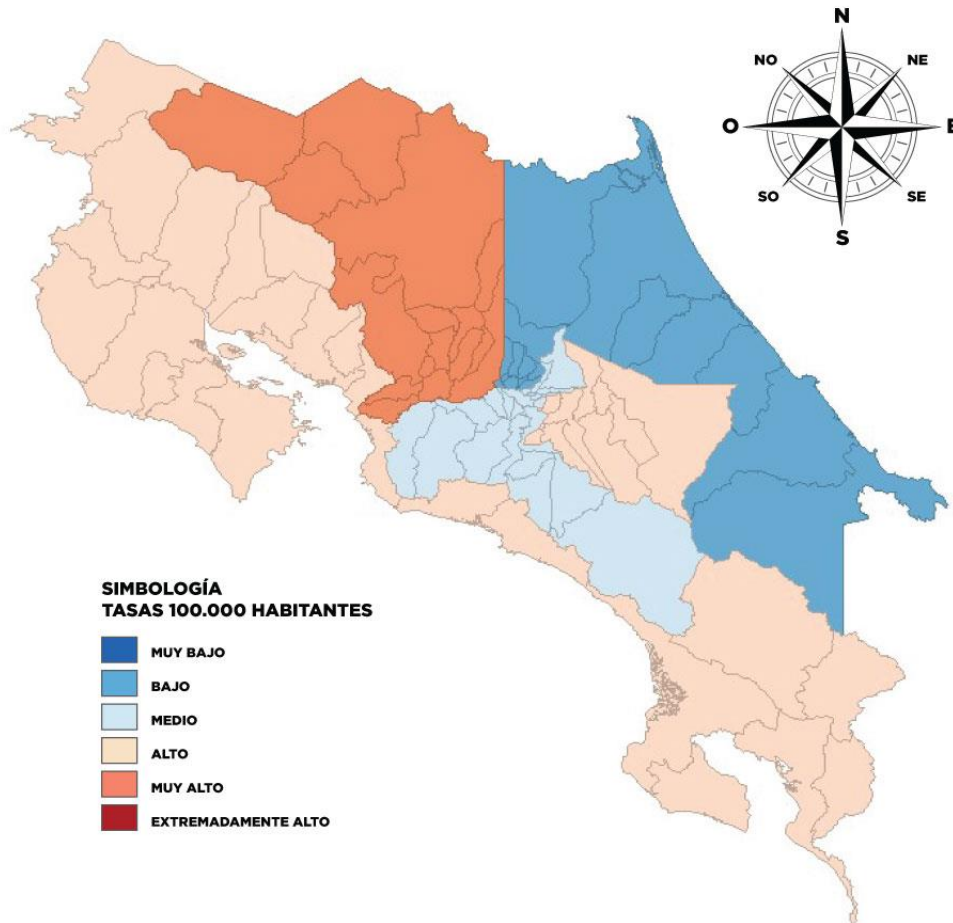 N
NO
NE
O
E
SO
SE
S
SIMBOLOGÍA
TASAS 100.000 HABITANTES
MUY BAJO
BAJO
MEDIO
ALTO
MUY ALTO
EXTREMADAMENTE ALTO